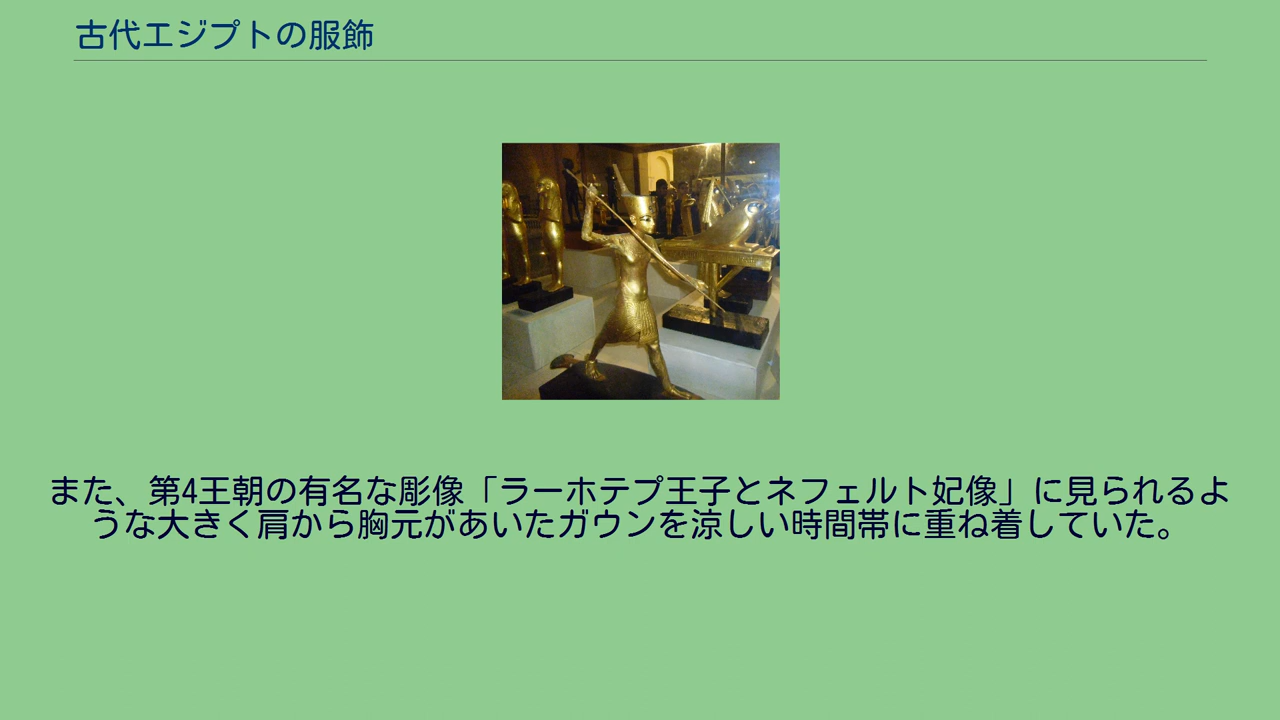 古代エジプトの服飾
また、第4王朝の有名な彫像「ラーホテプ王子とネフェルト妃像」に見られるよ
うな大きく肩から胸元があいたガウンを涼しい時間帯に重ね着していた。